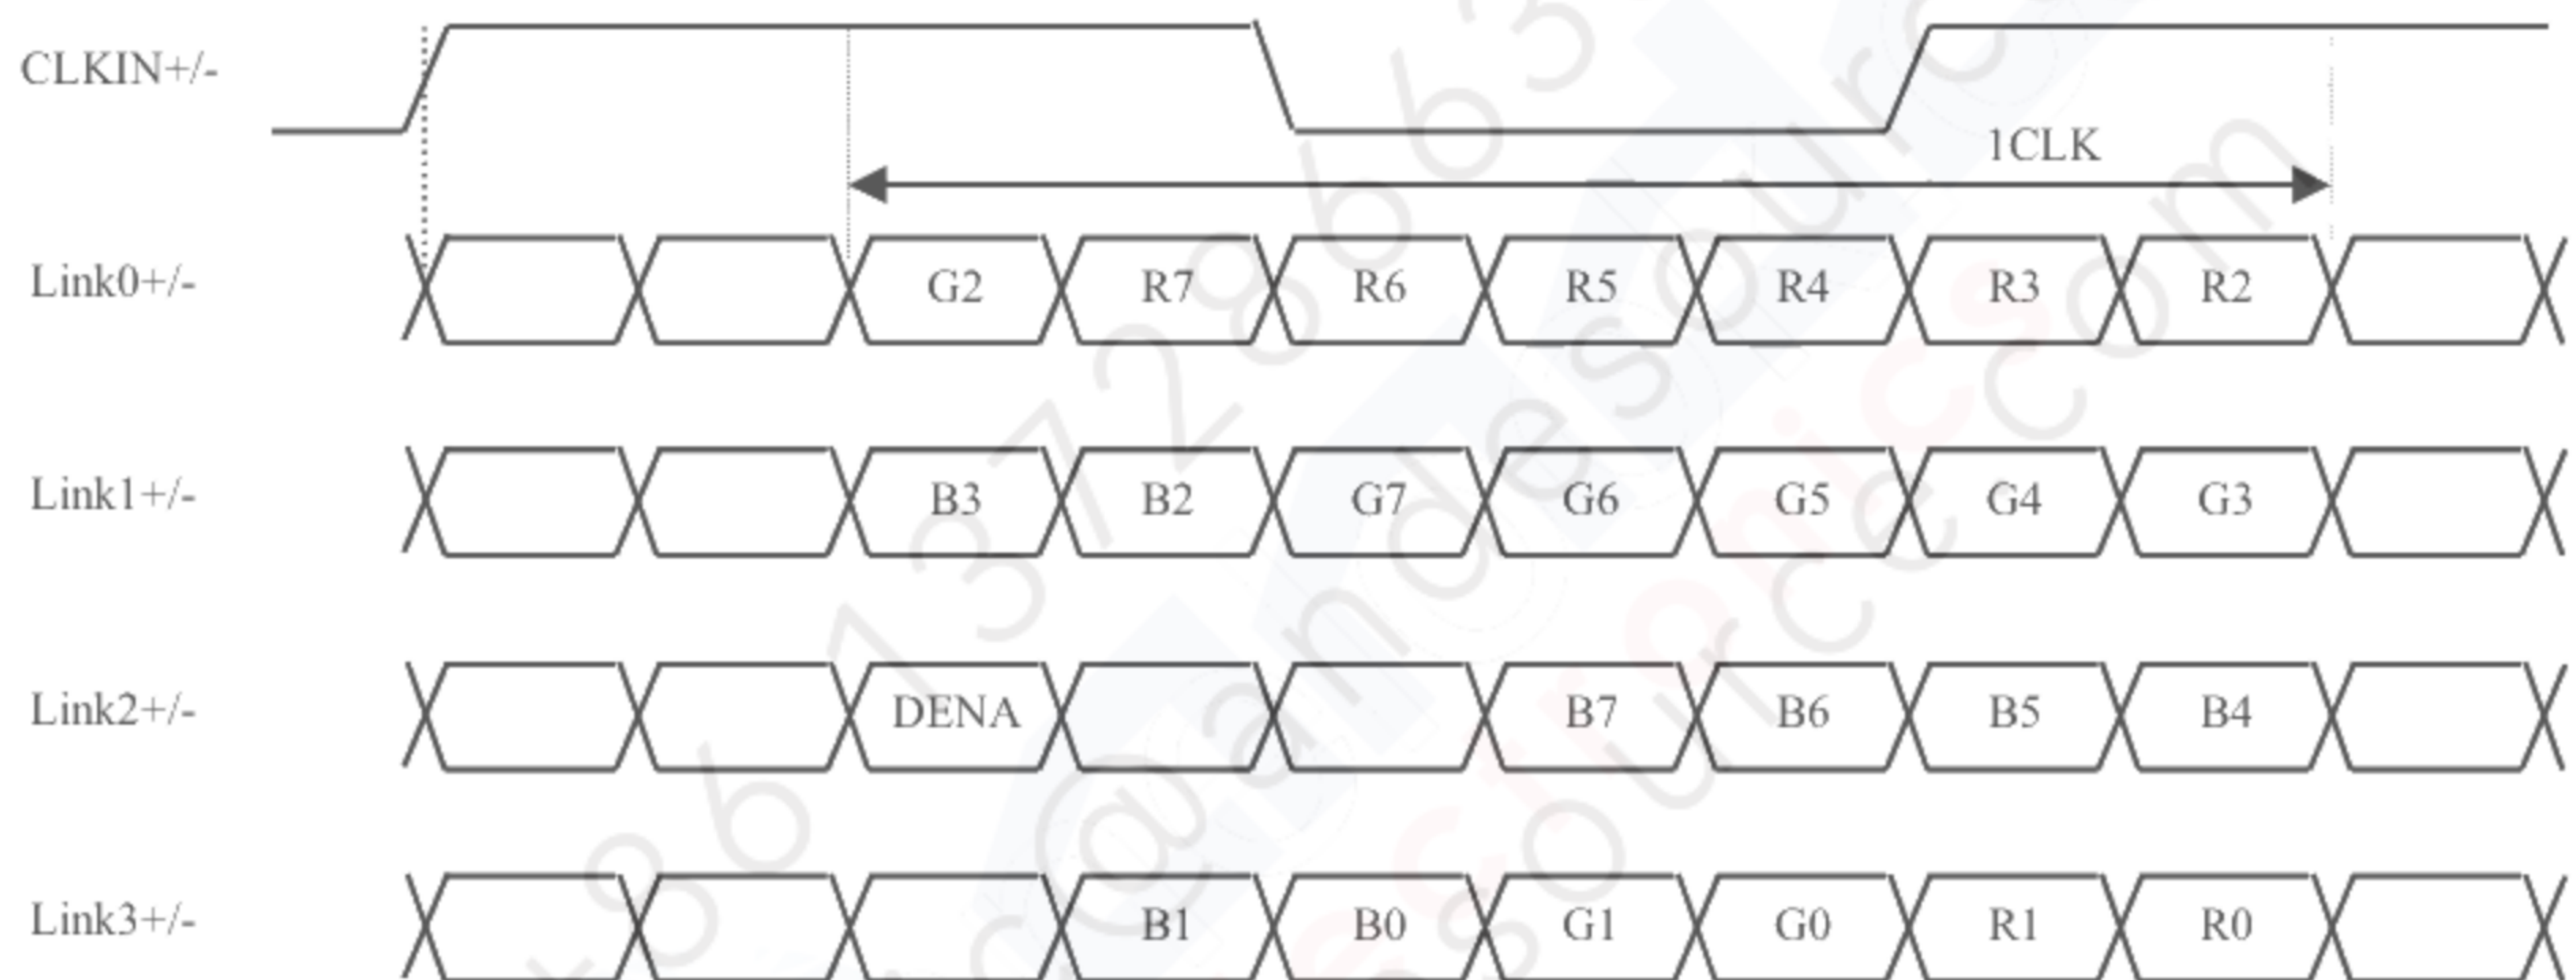 CLKIN+/-
1CLK
Link0+/- G2 R7 R6 R5 R4 R3 R2
Link1+/- B3 B2 G7 G6 G5 G4 G3
Link2+/- DENA B7 B6 B5 B4
Link3+/- B1 B0 G1 G0 R1 R0